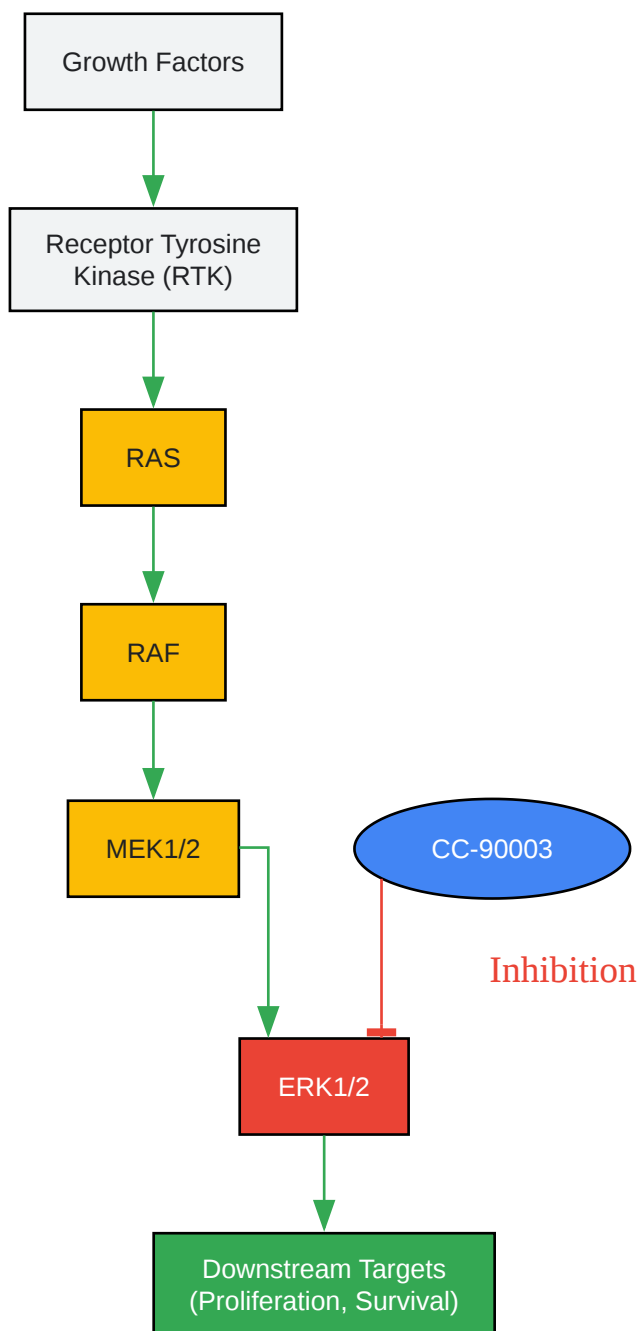 Growth Factors
Receptor Tyrosine
Kinase (RTK)
RAS
RAF
MEK1/2
CC-90003
Inhibition
ERK1/2
Downstream Targets
(Proliferation, Survival)